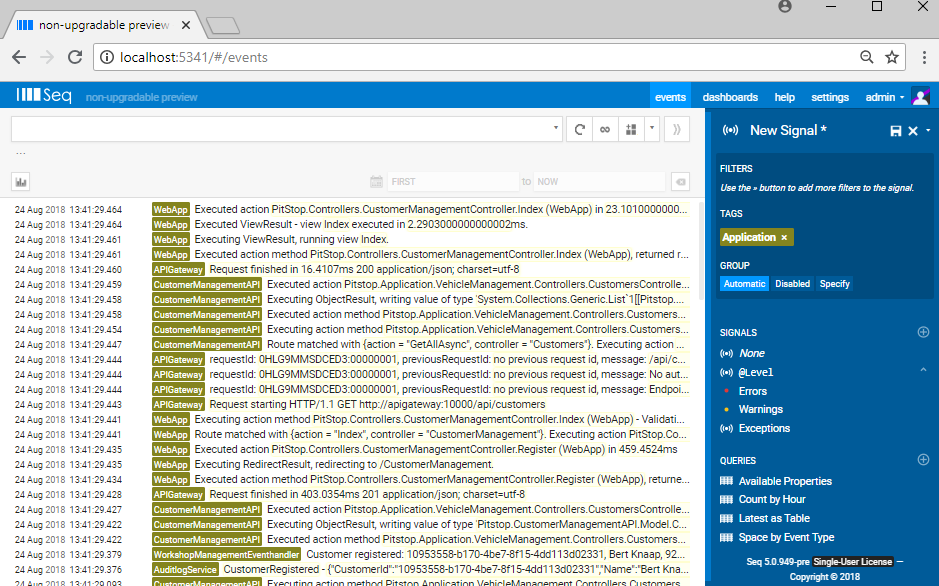 non-upgradable preview
localhost:5341/#/events
Seq non-upgradable preview
events dashboards help settings admin
...
FIRST to NOW
24 Aug 2018 13:41:29.464 WebApp Executed action PitStop.Controllers.CustomerManagementController.Index (WebApp) in 23.1010000000...
24 Aug 2018 13:41:29.464 WebApp Executed ViewResult - view Index executed in 2.2903000000000002ms.
24 Aug 2018 13:41:29.461 WebApp Executing ViewResult, running view Index.
24 Aug 2018 13:41:29.461 WebApp Executed action method PitStop.Controllers.CustomerManagementController.Index (WebApp), returned r...
24 Aug 2018 13:41:29.460 APIGateway Request finished in 16.4107ms 200 application/json; charset=utf-8
24 Aug 2018 13:41:29.459 CustomerManagementAPI Executed action Pitstop.Application.VehicleManagement.Controllers.CustomersControlle...
24 Aug 2018 13:41:29.458 CustomerManagementAPI Executing ObjectResult, writing value of type `System.Collections.Generic.List`1[[Pitstop....
24 Aug 2018 13:41:29.458 CustomerManagementAPI Executed action method Pitstop.Application.VehicleManagement.Controllers.Customers...
24 Aug 2018 13:41:29.454 CustomerManagementAPI Executing action method Pitstop.Application.VehicleManagement.Controllers.Customers...
24 Aug 2018 13:41:29.447 CustomerManagementAPI Route matched with {action = "GetAllAsync", controller = "Customers"}. Executing action ...
24 Aug 2018 13:41:29.444 APIGateway requestId: 0HLG9MMSDCED3:00000001, previousRequestId: no previous request id, message: /api/c...
24 Aug 2018 13:41:29.444 APIGateway requestId: 0HLG9MMSDCED3:00000001, previousRequestId: no previous request id, message: No aut...
24 Aug 2018 13:41:29.444 APIGateway requestId: 0HLG9MMSDCED3:00000001, previousRequestId: no previous request id, message: Endpoi...
24 Aug 2018 13:41:29.443 APIGateway Request starting HTTP/1.1 GET http://apigateway:10000/api/customers
24 Aug 2018 13:41:29.441 WebApp Executing action method PitStop.Controllers.CustomerManagementController.Index (WebApp) - Validati...
24 Aug 2018 13:41:29.441 WebApp Route matched with {action = "Index", controller = "CustomerManagement"}. Executing action PitStop.Co...
24 Aug 2018 13:41:29.435 WebApp Executed action PitStop.Controllers.CustomerManagementController.Register (WebApp) in 459.4524ms
24 Aug 2018 13:41:29.435 WebApp Executing RedirectResult, redirecting to /CustomerManagement.
24 Aug 2018 13:41:29.434 WebApp Executed action method PitStop.Controllers.CustomerManagementController.Register (WebApp), returne...
24 Aug 2018 13:41:29.428 APIGateway Request finished in 403.0354ms 201 application/json; charset=utf-8
24 Aug 2018 13:41:29.427 CustomerManagementAPI Executed action Pitstop.Application.VehicleManagement.Controllers.CustomersControlle...
24 Aug 2018 13:41:29.422 CustomerManagementAPI Executing ObjectResult, writing value of type 'Pitstop.CustomerManagementAPI.Model.C...
24 Aug 2018 13:41:29.422 CustomerManagementAPI Executed action method Pitstop.Application.VehicleManagement.Controllers.Customers...
24 Aug 2018 13:41:29.379 WorkshopManagementEventhandler Customer registered: 10953558-b170-4be7-8f15-4dd113d02331, Bert Knaap, 92...
24 Aug 2018 13:41:29.376 AuditlogService CustomerRegistered - {"CustomerId":"10953558-b170-4be7-8f15-4dd113d02331","Name":"Bert Kna...
24 Aug 2018 13:41:29.093 CustomerManagementAPI Executing action method Pitstop.Application.VehicleManagement.Controllers.Customers...
New Signal *
FILTERS
Use the » button to add more filters to the signal.
TAGS
Application ×
GROUP
Automatic Disabled Specify
SIGNALS
None
@Level
Errors
Warnings
Exceptions
QUERIES
Available Properties
Count by Hour
Latest as Table
Space by Event Type
Seq 5.0.949-pre Single-User License —
Copyright © 2018